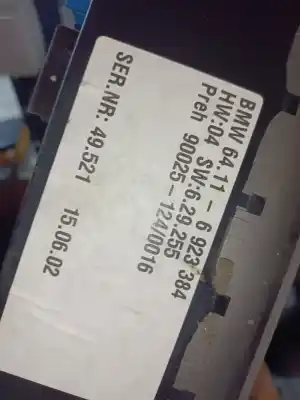 BMW 64.11 - 6 923 384
HW:04 SW:6.29.255
Preh 90025-124/0016
SER.NR: 49.521 15.06.02